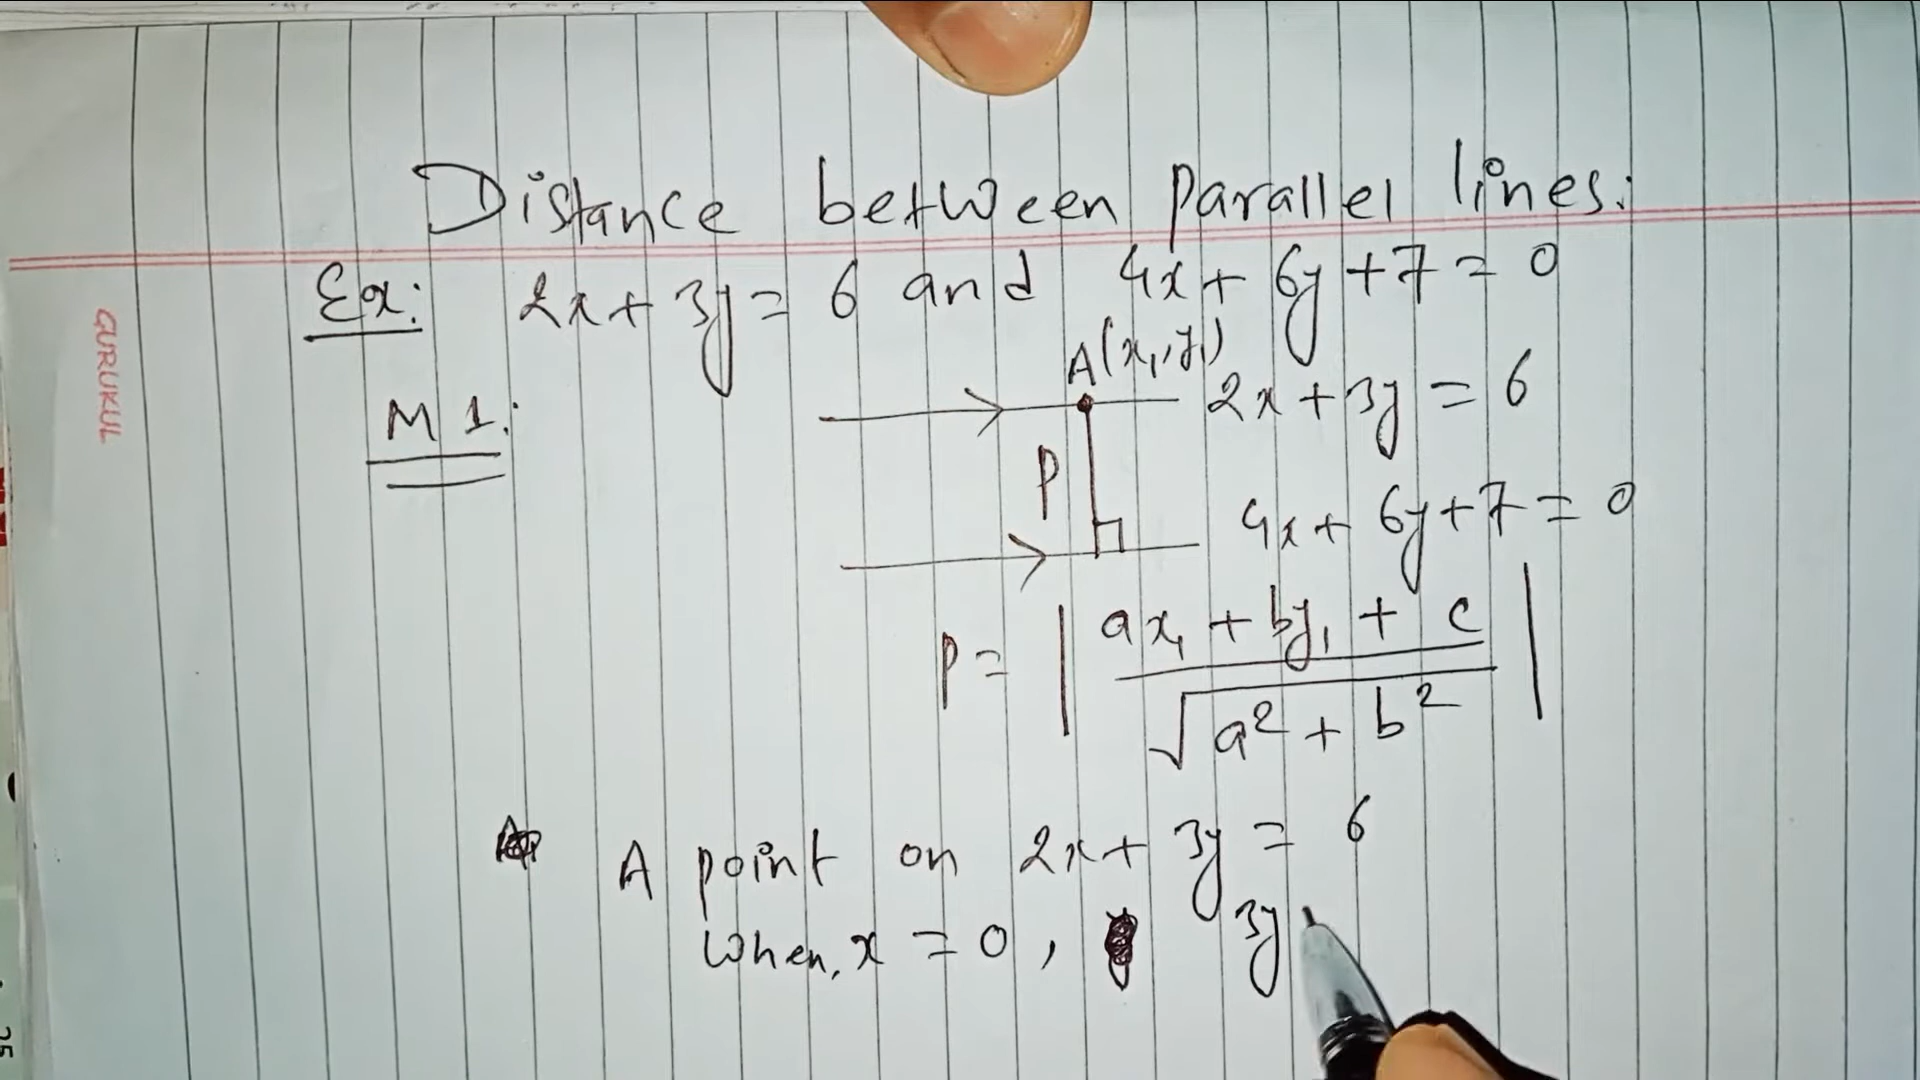 Distance between parallel lines:
Ex: 2x + 3y = 6 and 4x + 6y + 7 = 0
A(x₁, y₁)
M 1:
2x + 3y = 6
P
4x + 6y + 7 = 0
P = | (ax₁ + by₁ + c) / √(a² + b²) |
A point on 2x + 3y = 6
When, x = 0, 3y
GURUKUL
25